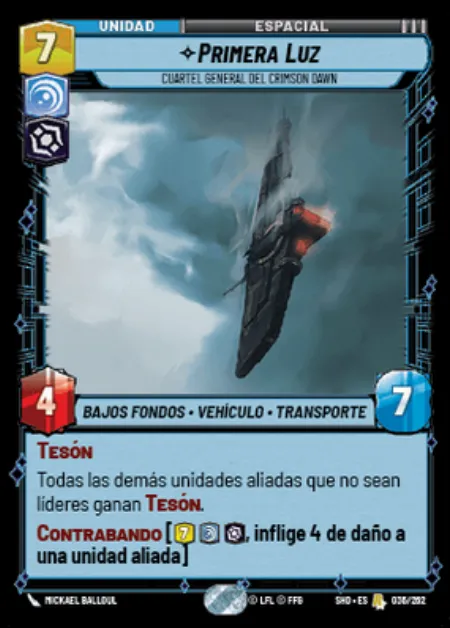 UNIDAD ESPACIAL
7
PRIMERA LUZ
CUARTEL GENERAL DEL CRIMSON DAWN
4
BAJOS FONDOS • VEHÍCULO • TRANSPORTE
7
TESÓN
Todas las demás unidades aliadas que no sean
líderes ganan TESÓN.
CONTRABANDO [7, inflige 4 de daño a
una unidad aliada]
MICKAEL BALLOUL © LFL © FFG SHD • ES 036/262